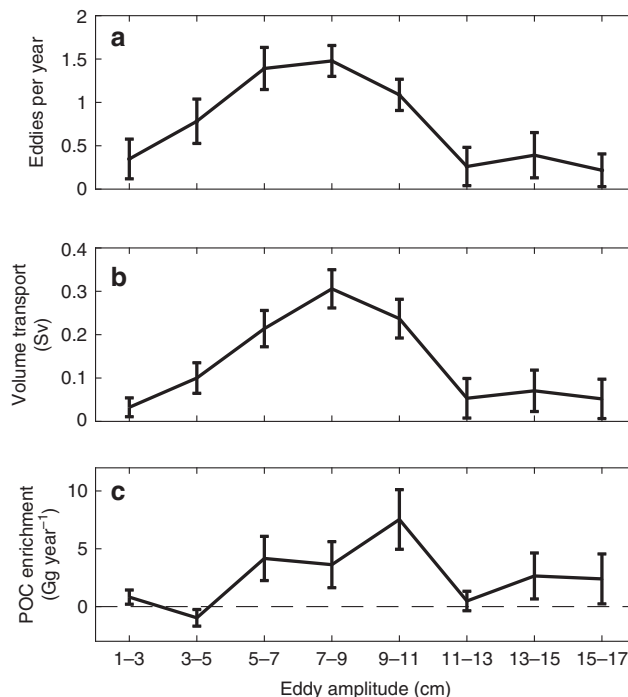 a
Eddies per year
2
1.5
1
0.5
0
b
Volume transport
(Sv)
0.4
0.3
0.2
0.1
0
c
POC enrichment
(Gg year⁻¹)
10
5
0
1–3 3–5 5–7 7–9 9–11 11–13 13–15 15–17
Eddy amplitude (cm)